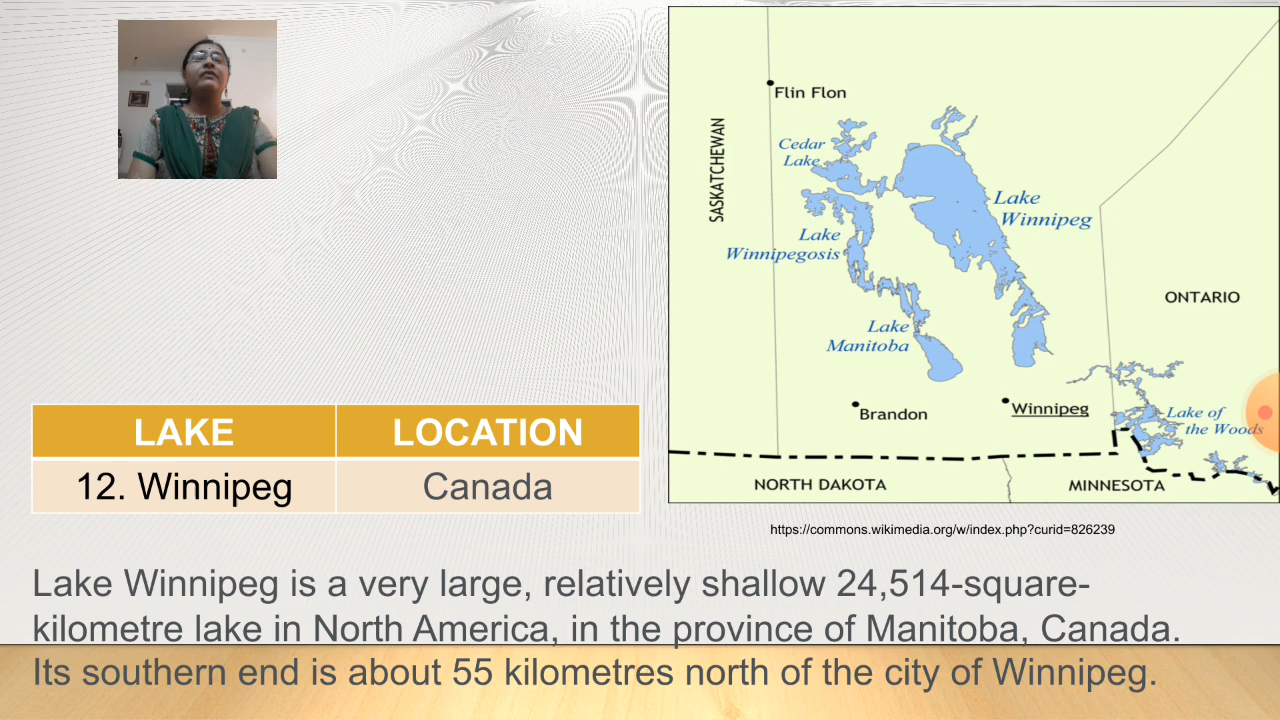 Flin Flon
SASKATCHEWAN
Cedar
Lake
Lake
Winnipeg
Lake
Winnipegosis
ONTARIO
Lake
Manitoba
Brandon
Winnipeg
Lake of
the Woods
NORTH DAKOTA
MINNESOTA
LAKE LOCATION
12. Winnipeg Canada
https://commons.wikimedia.org/w/index.php?curid=826239
Lake Winnipeg is a very large, relatively shallow 24,514-square-
kilometre lake in North America, in the province of Manitoba, Canada.
Its southern end is about 55 kilometres north of the city of Winnipeg.